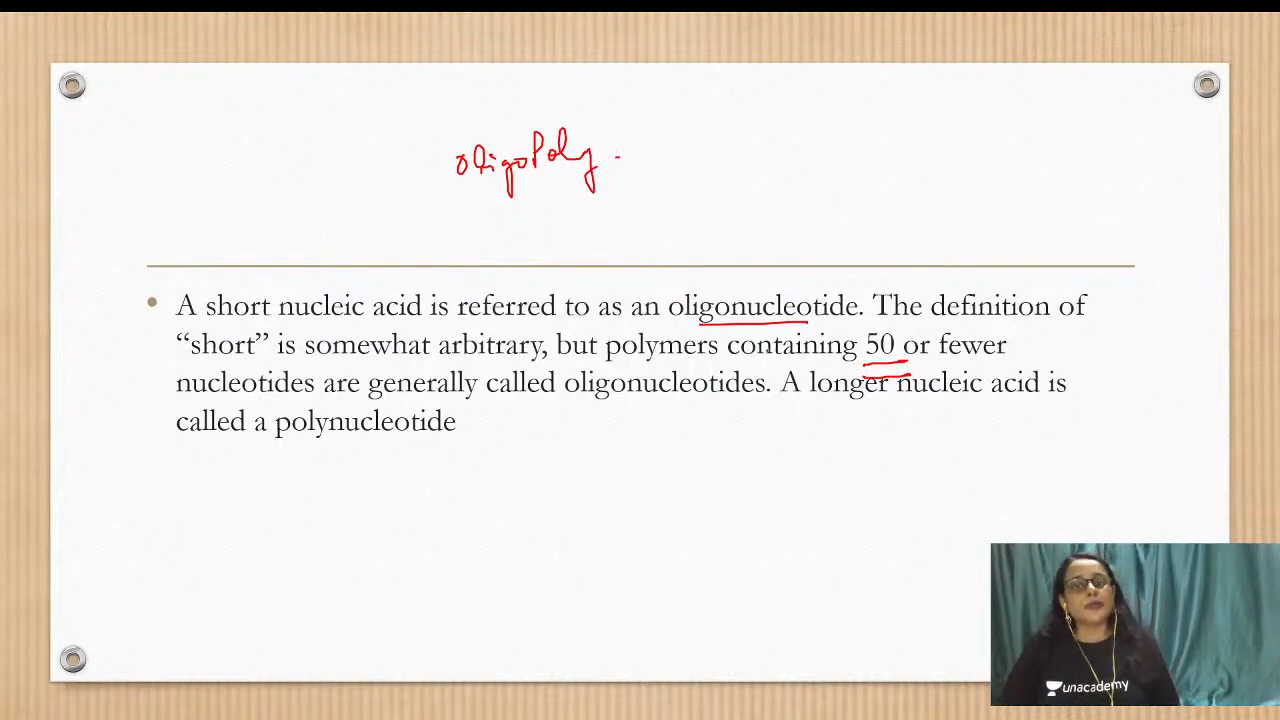 oligoPoly
• A short nucleic acid is referred to as an oligonucleotide. The definition of
“short” is somewhat arbitrary, but polymers containing 50 or fewer
nucleotides are generally called oligonucleotides. A longer nucleic acid is
called a polynucleotide
unacademy